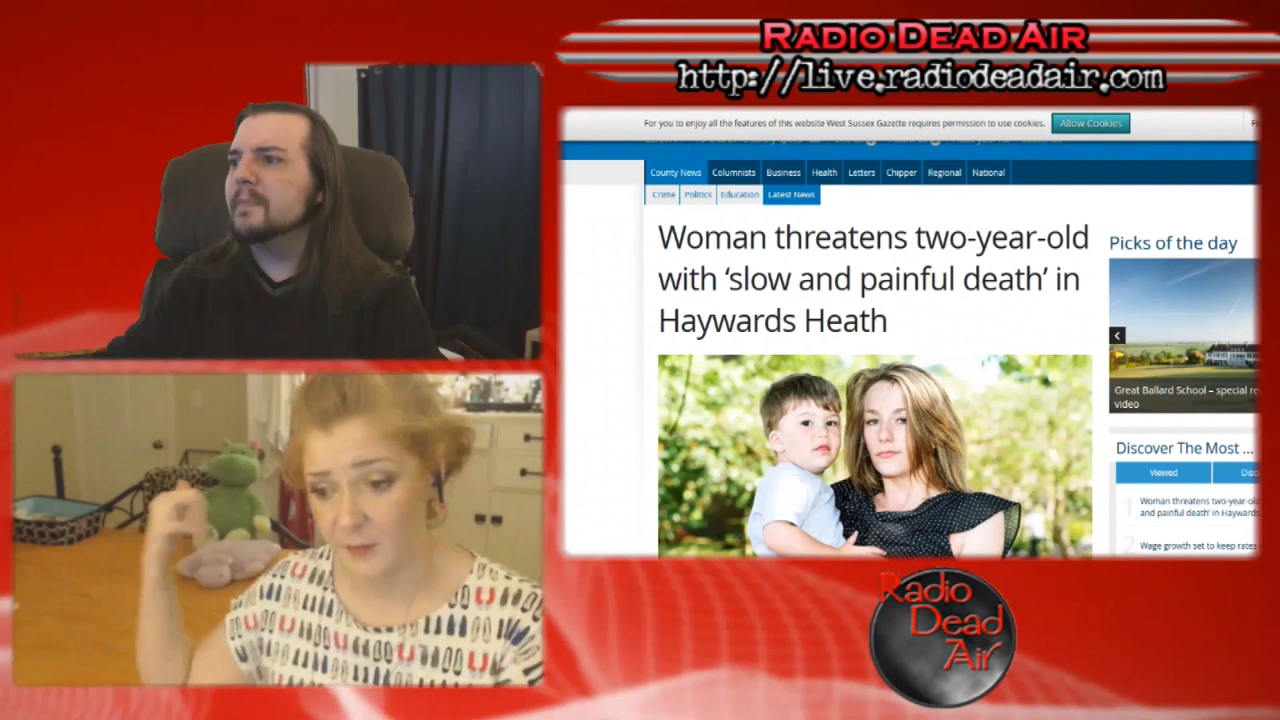 Radio Dead Air
http://live.radiodeadair.com
For you to enjoy all the features of this website West Sussex Gazette requires permission to use cookies. Allow Cookies
County News Columnists Business Health Letters Chipper Regional National
Crime Politics Education Latest News
Woman threatens two-year-old
with ‘slow and painful death’ in
Haywards Heath
Picks of the day
Great Ballard School – special re
video
Discover The Most ...
Viewed Disc
1 Woman threatens two-year-old
and painful death’ in Haywards
2 Wage growth set to keep rates
Radio
Dead
Air